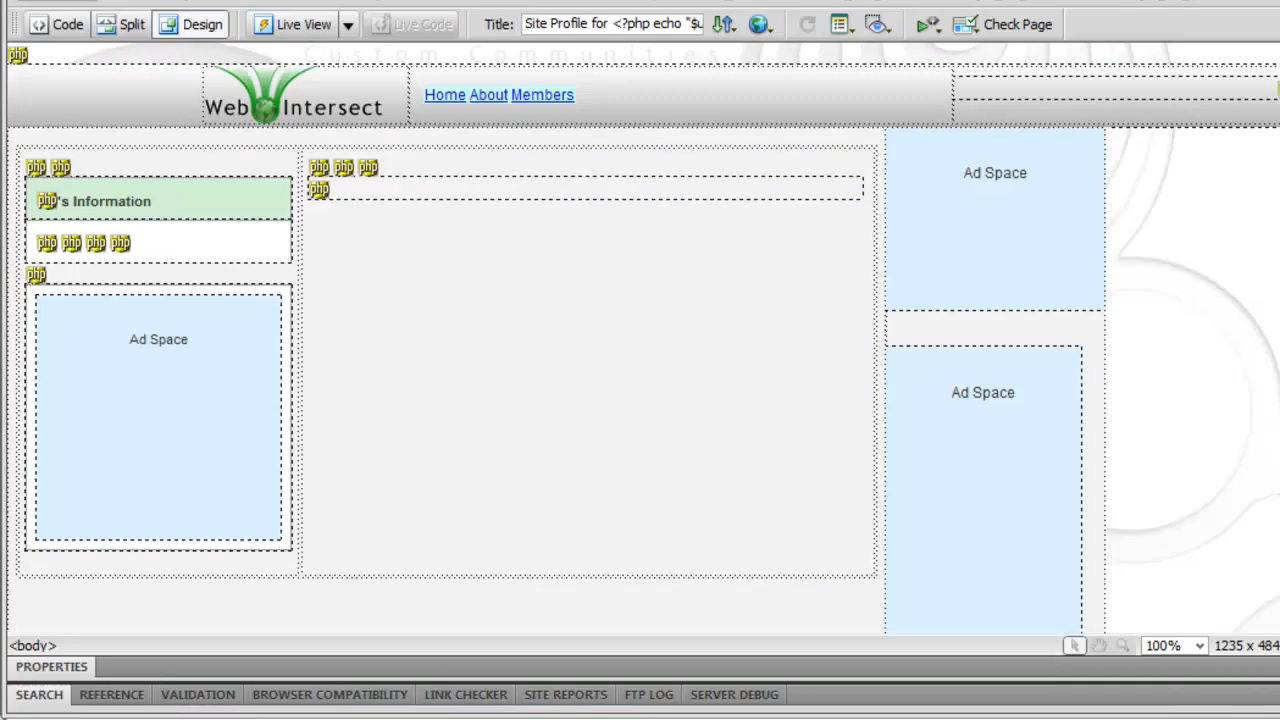 Code Split Design Live View Live Code Title: Site Profile for <?php echo "$u Check Page
php Custom Communities
Web Intersect Home About Members
php php php php php Ad Space
php's Information php
php php php php
php
Ad Space
Ad Space
<body> 100% 1235 x 484
PROPERTIES
SEARCH REFERENCE VALIDATION BROWSER COMPATIBILITY LINK CHECKER SITE REPORTS FTP LOG SERVER DEBUG